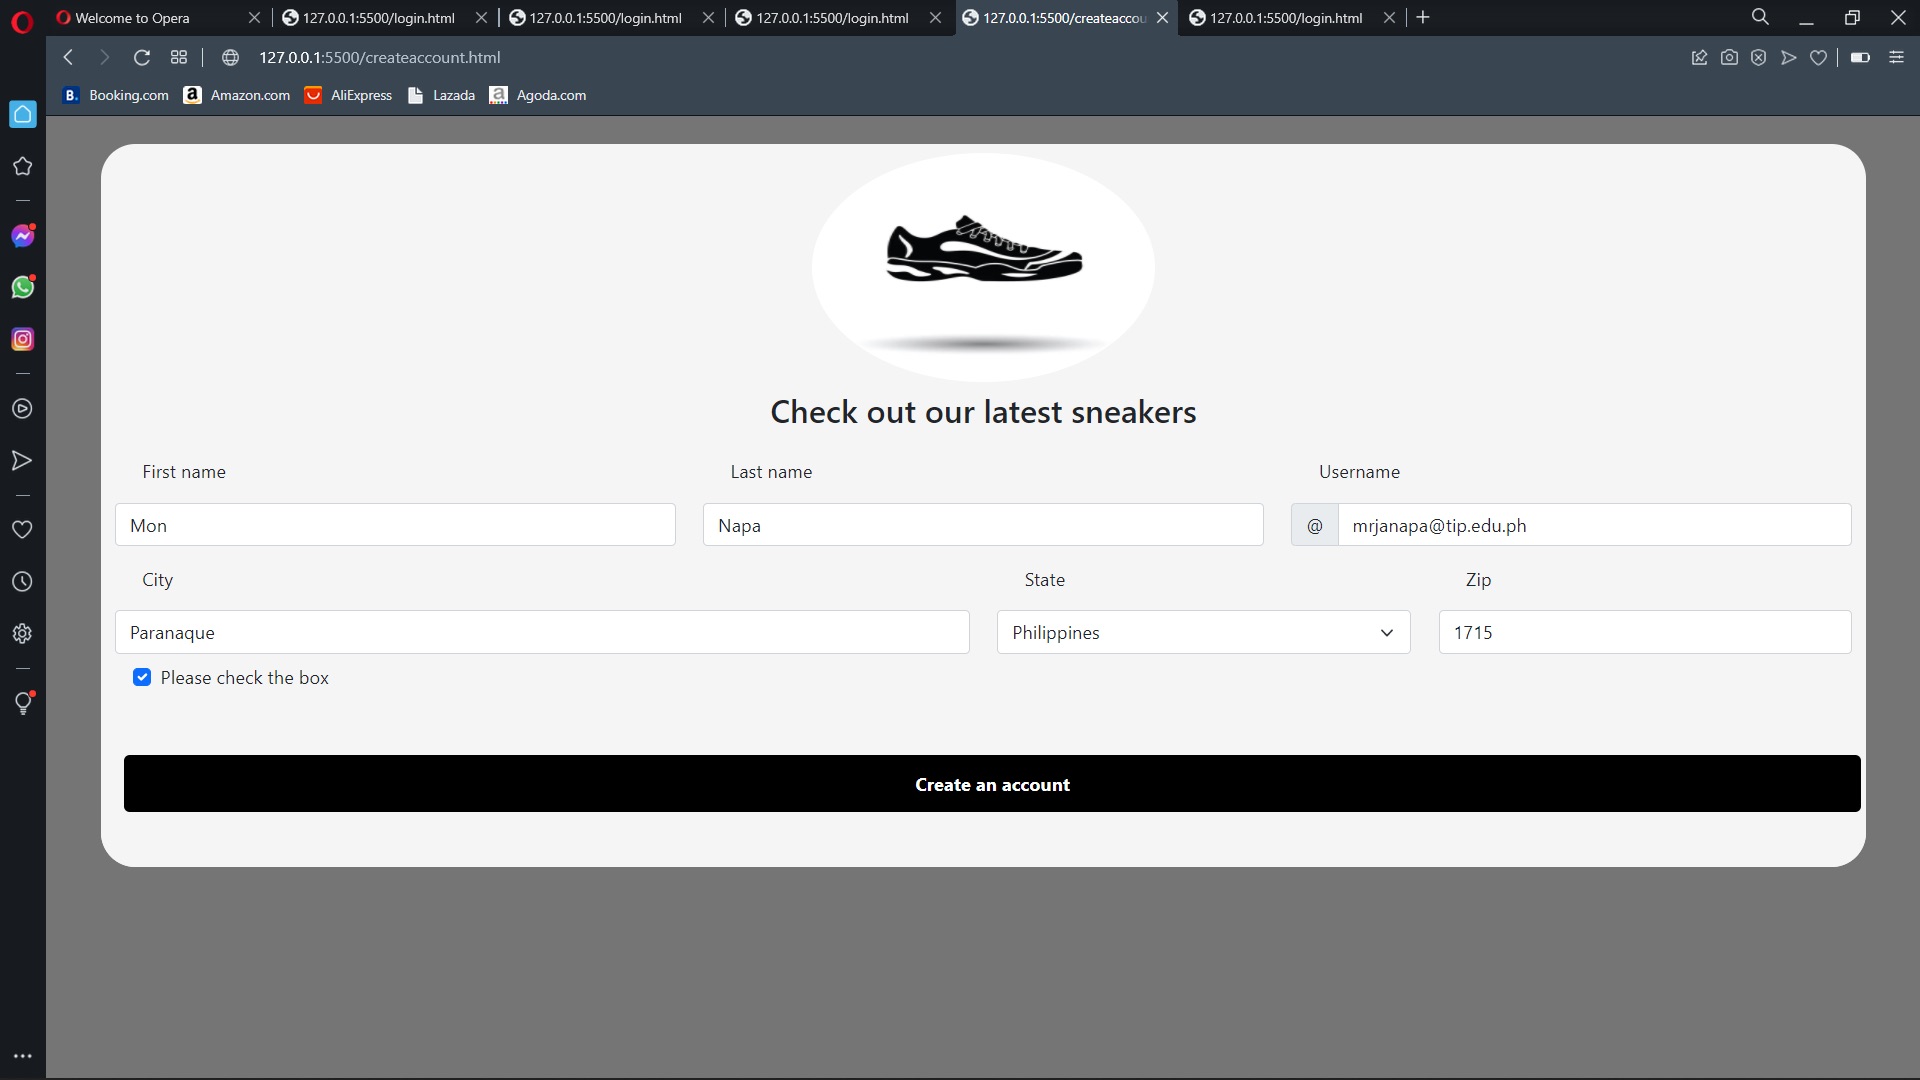 Welcome to Opera
127.0.0.1:5500/login.html
127.0.0.1:5500/login.html
127.0.0.1:5500/login.html
127.0.0.1:5500/createaccou
127.0.0.1:5500/login.html
127.0.0.1:5500/createaccount.html
B. Booking.com
a Amazon.com
AliExpress
Lazada
a Agoda.com
Check out our latest sneakers
First name
Last name
Username
Mon
Napa
@ mrjanapa@tip.edu.ph
City
State
Zip
Paranaque
Philippines
1715
Please check the box
Create an account